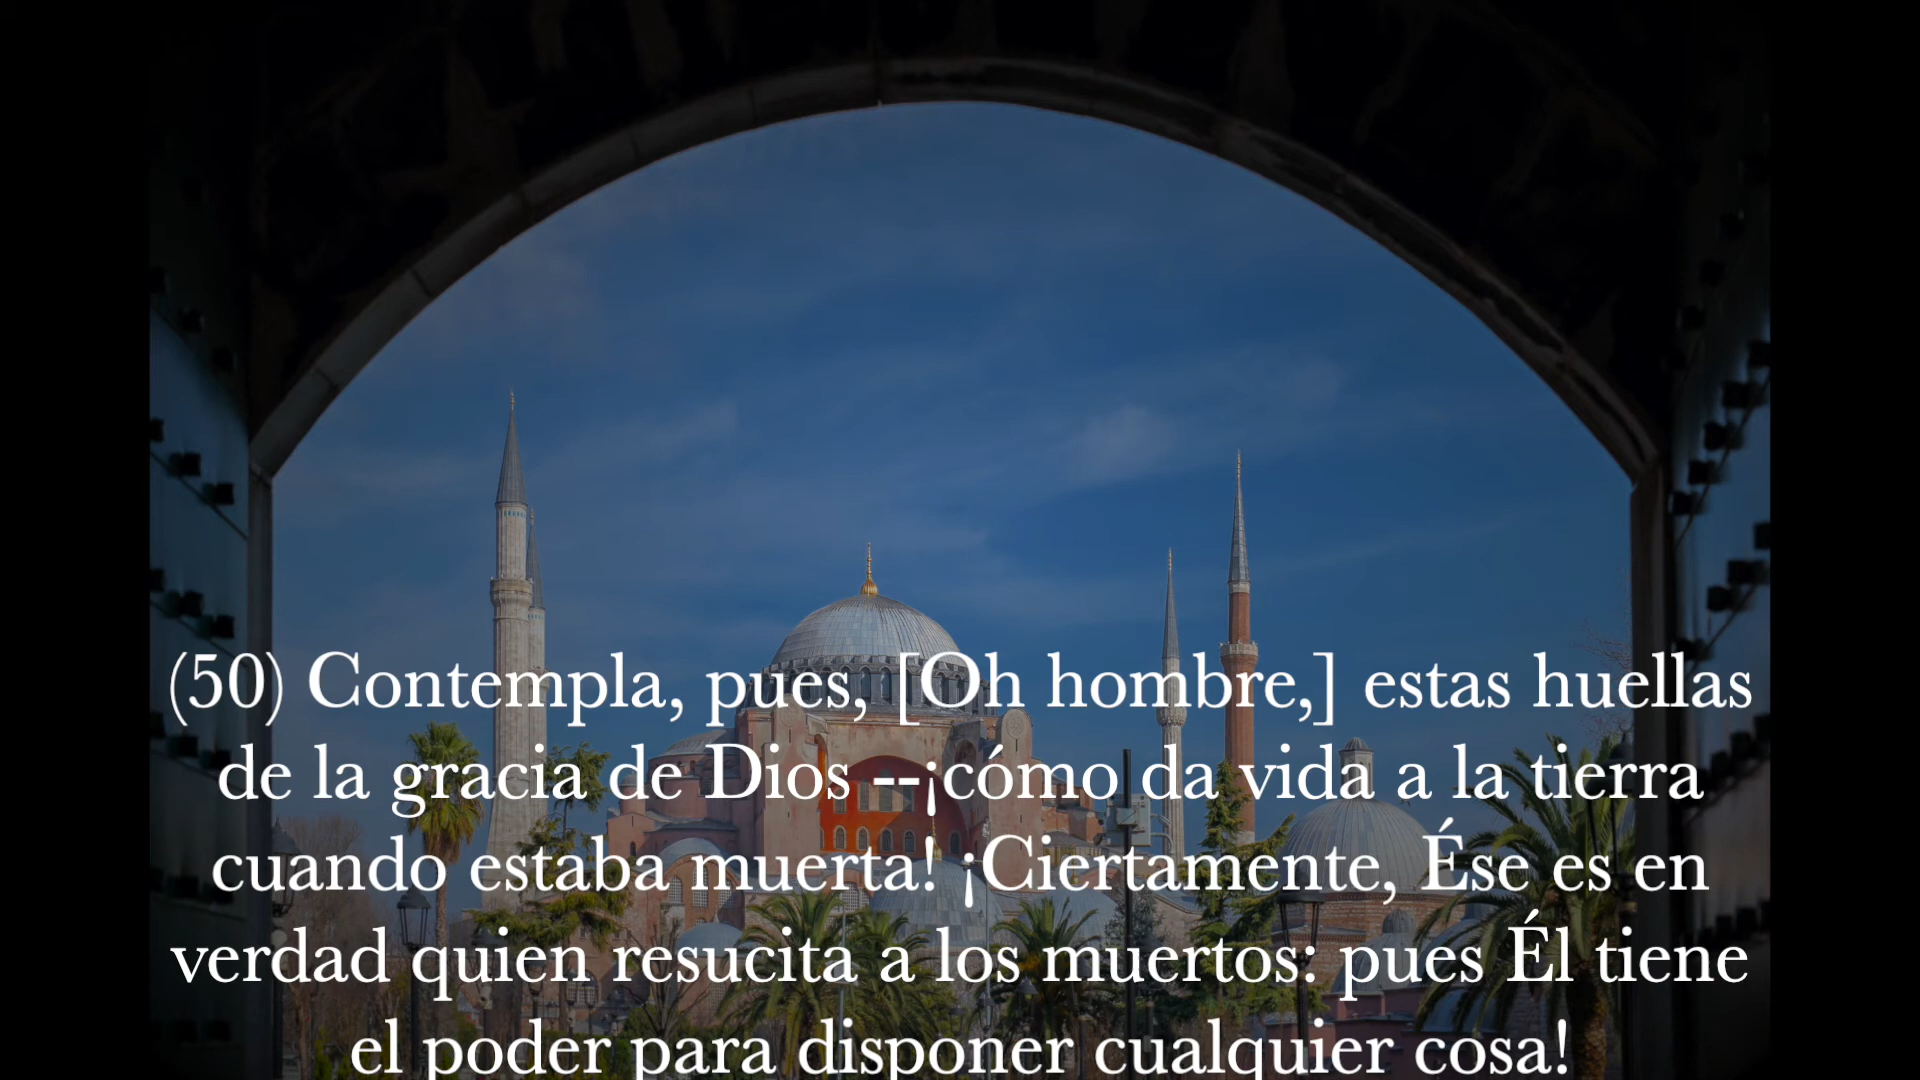 (50) Contempla, pues, [Oh hombre,] estas huellas
de la gracia de Dios --¡cómo da vida a la tierra
cuando estaba muerta! ¡Ciertamente, Ése es en
verdad quien resucita a los muertos: pues Él tiene
el poder para disponer cualquier cosa!